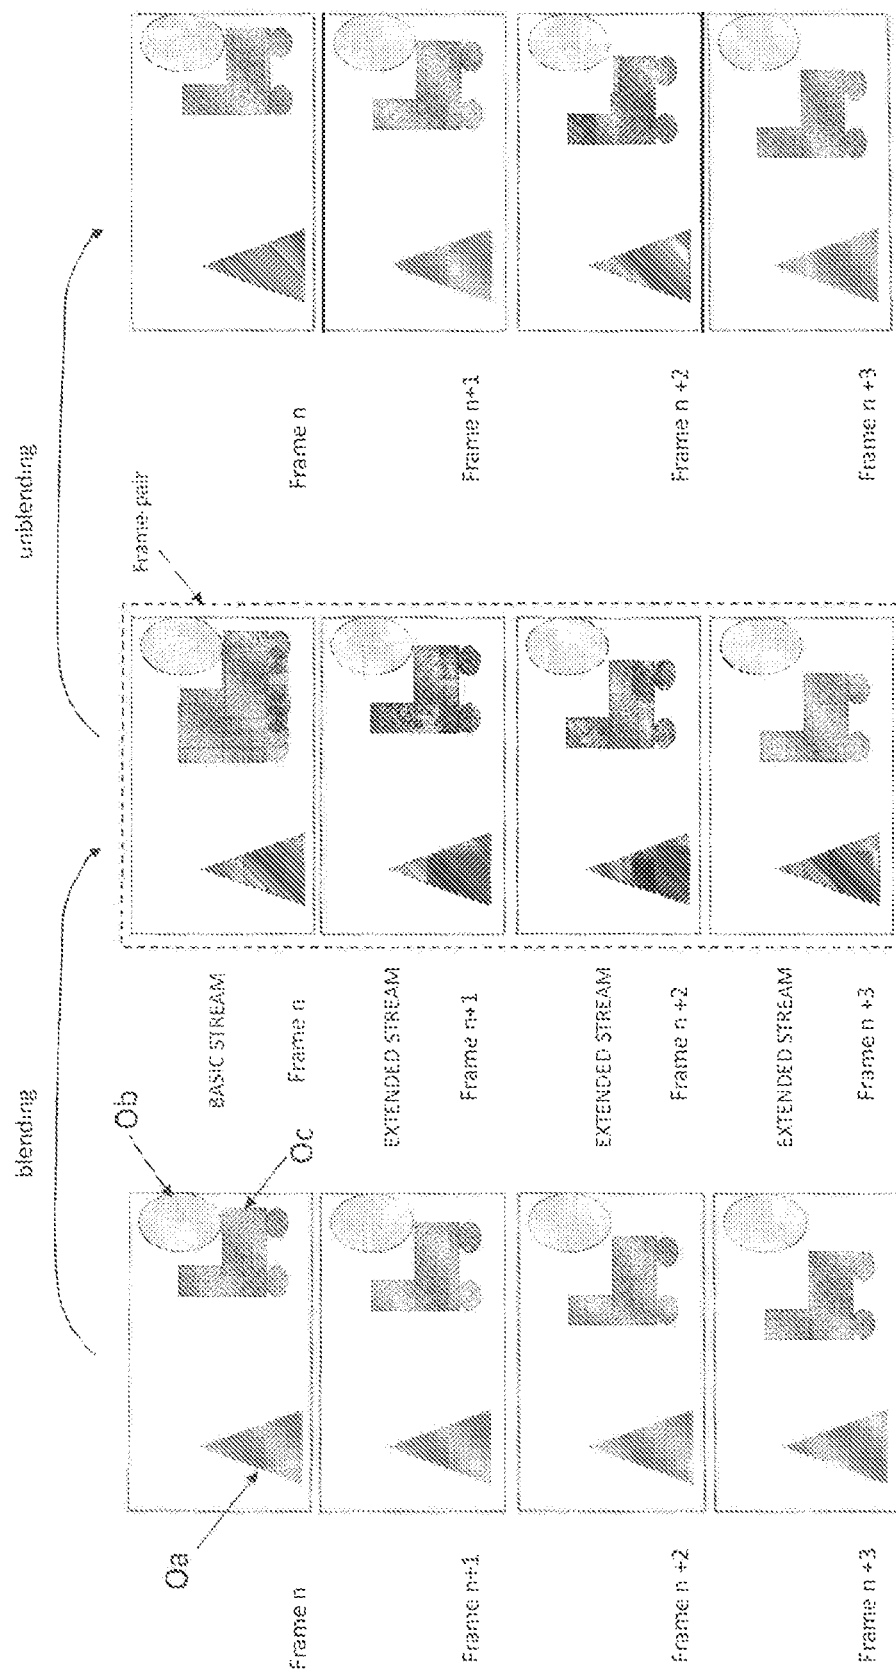 blending
unblending
Oa
Ob
Oc
Frame pair
Frame n
Frame n+1
Frame n +2
Frame n +3
BASIC STREAM
Frame n
EXTENDED STREAM
Frame n+1
EXTENDED STREAM
Frame n +2
EXTENDED STREAM
Frame n +3
Frame n
Frame n+1
Frame n +2
Frame n +3